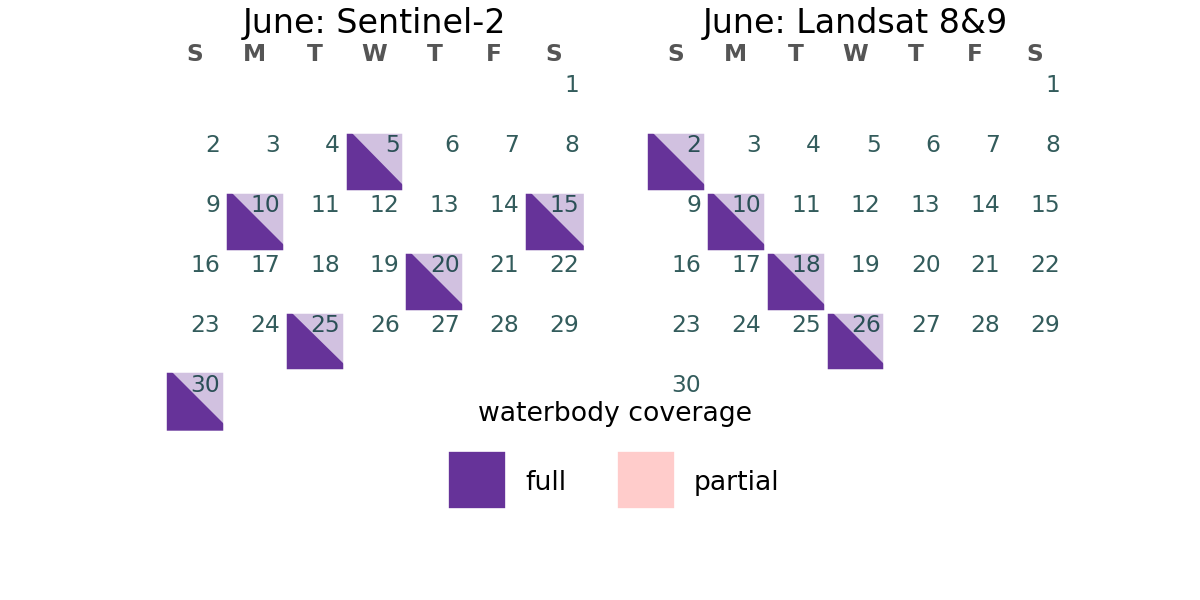 June: Sentinel-2
S M T W T F S
1
2 3 4 5 6 7 8
9 10 11 12 13 14 15
16 17 18 19 20 21 22
23 24 25 26 27 28 29
30
June: Landsat 8&9
S M T W T F S
1
2 3 4 5 6 7 8
9 10 11 12 13 14 15
16 17 18 19 20 21 22
23 24 25 26 27 28 29
30
waterbody coverage
full partial